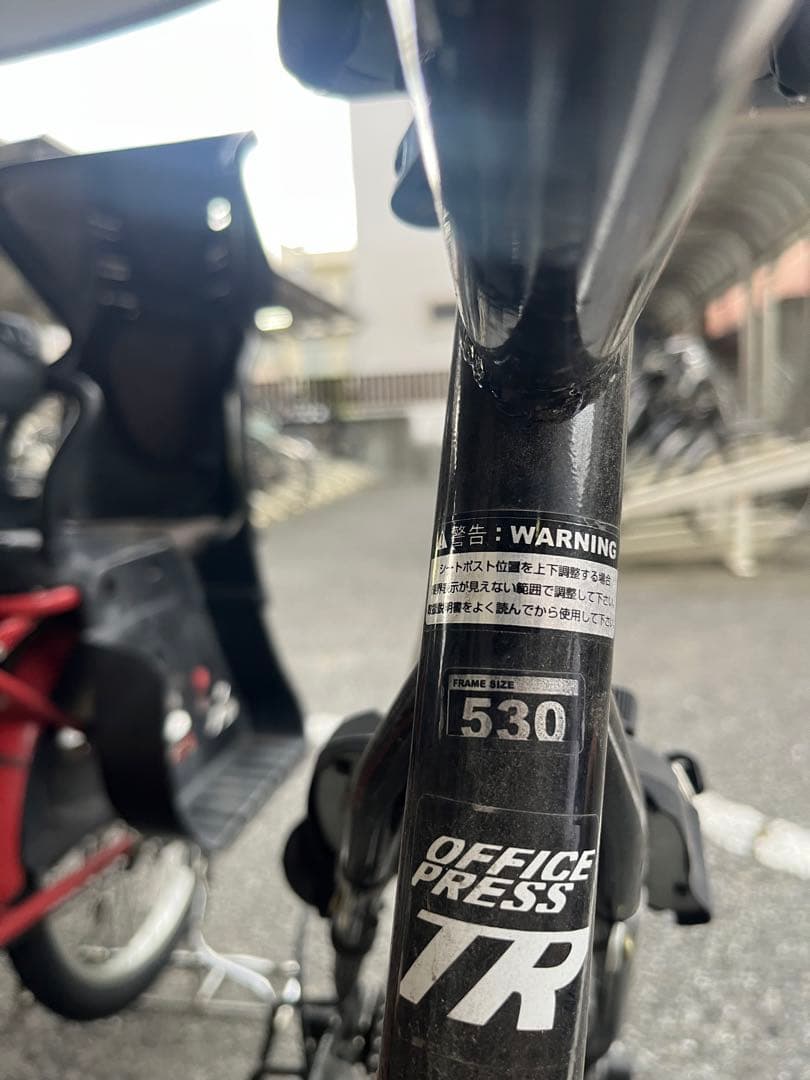 警告：WARNING
シートポスト位置を上下調整する場合
限界表示が見えない範囲で調整して下さい。
取扱説明書をよく読んでから使用して下さい。
FRAME SIZE
530
OFFICE
PRESS
TR